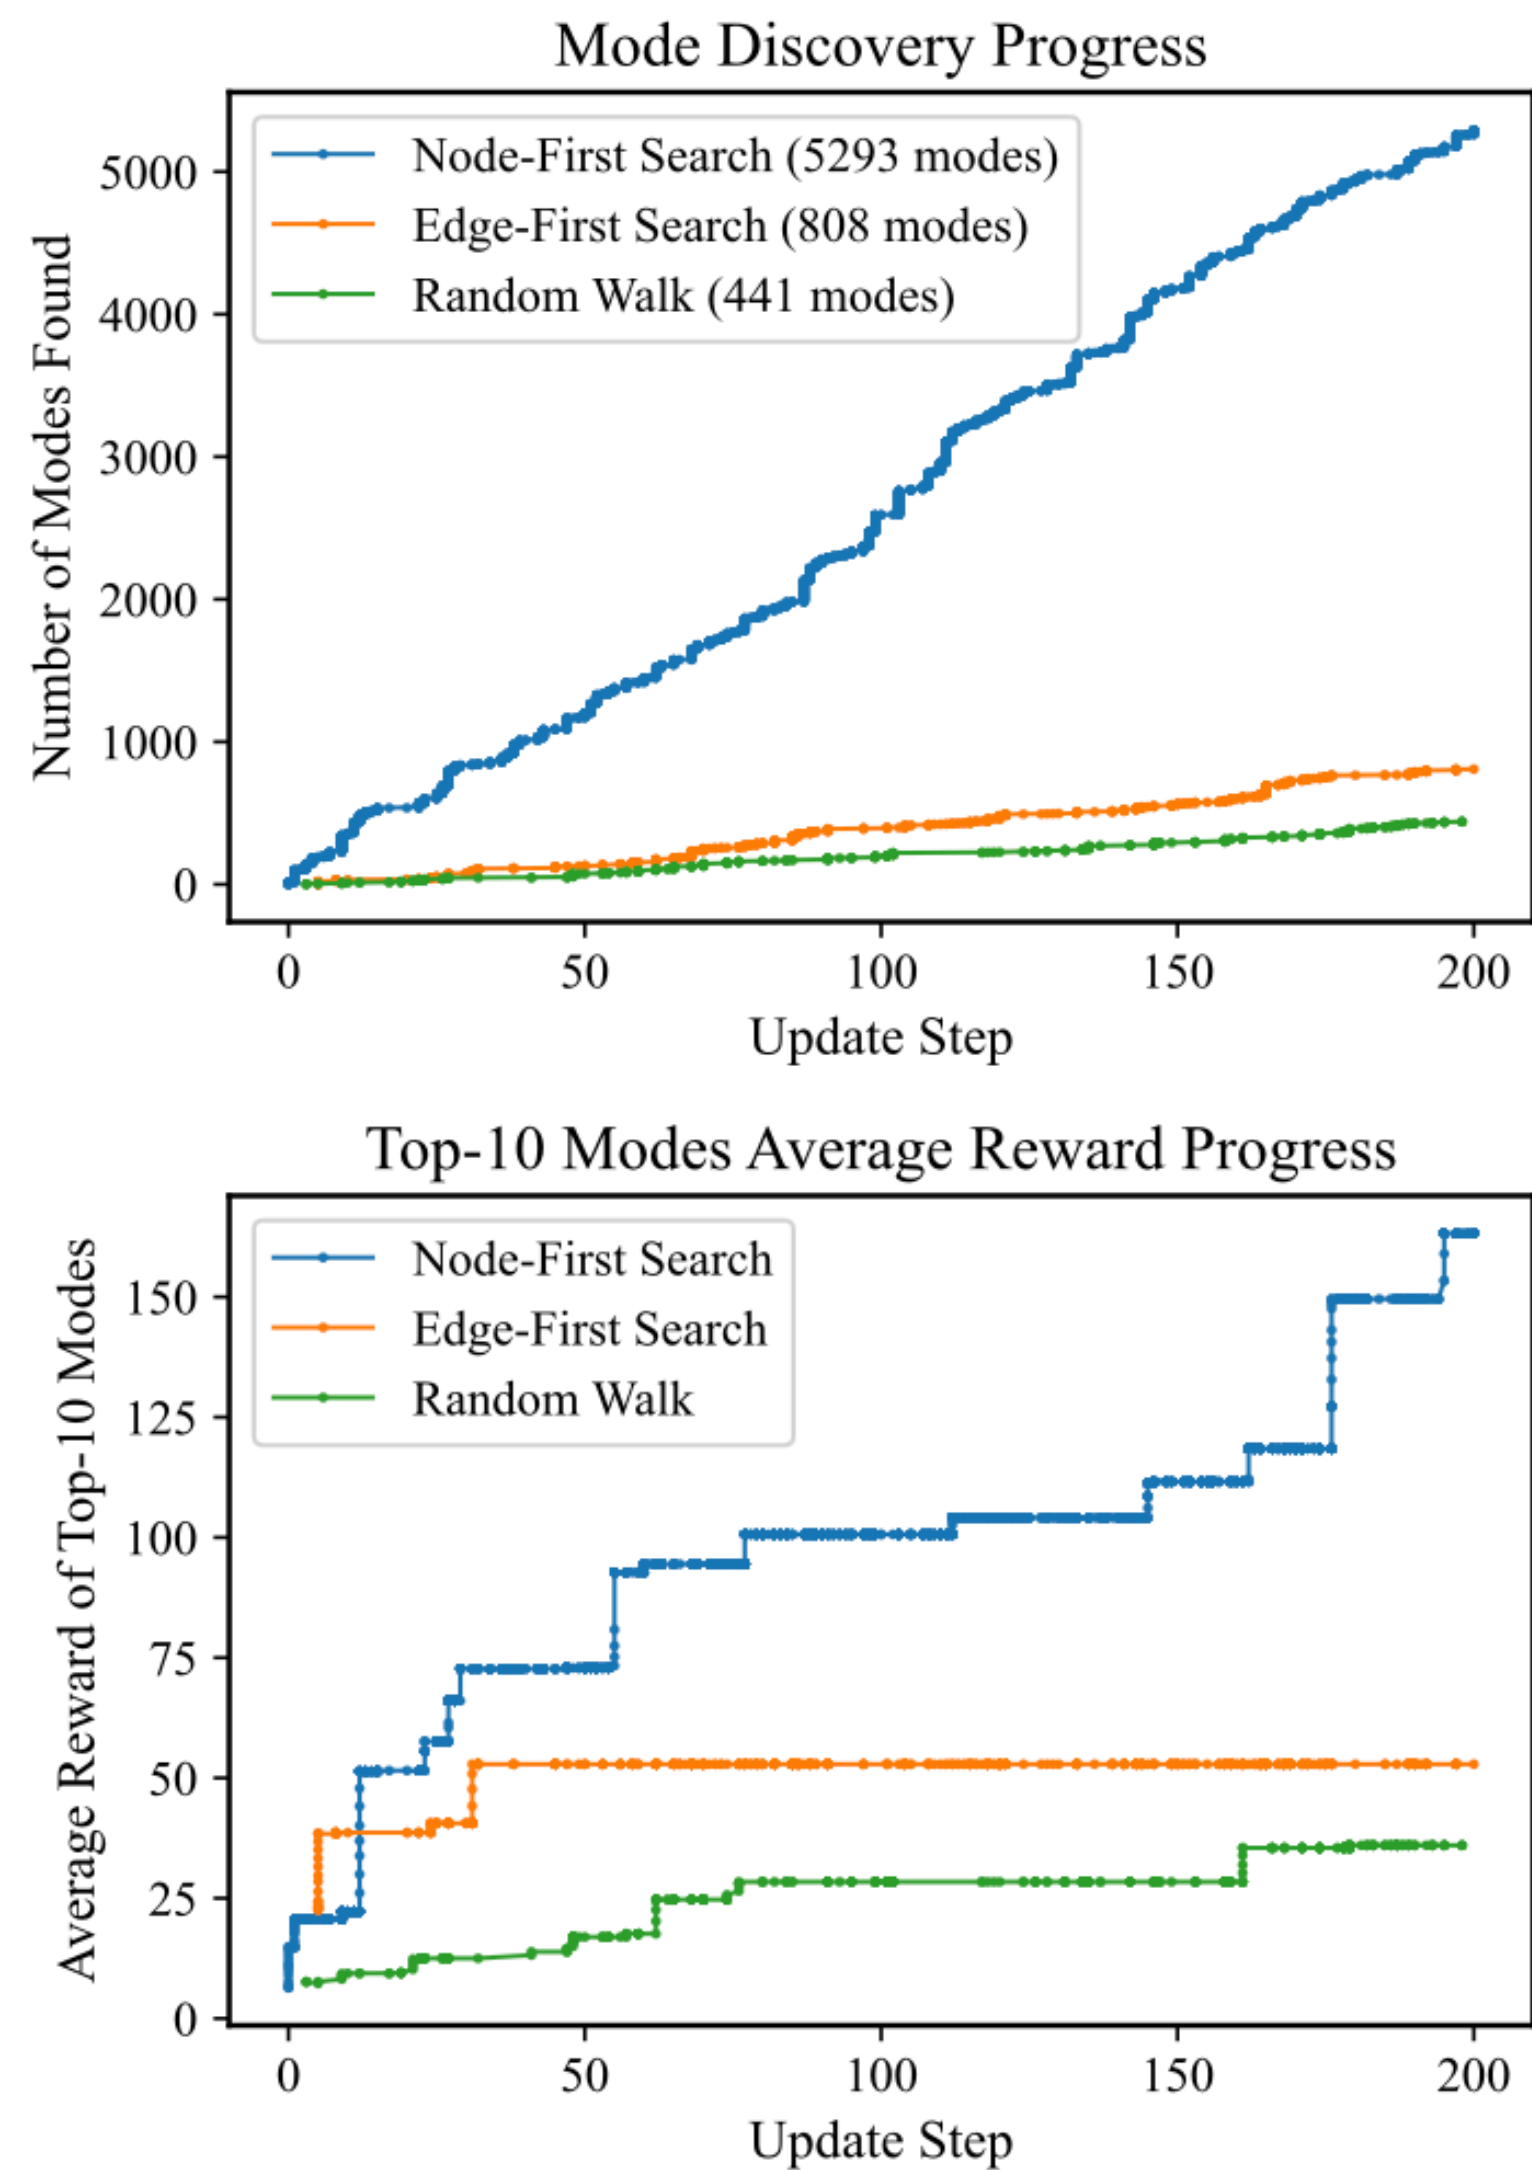 Mode Discovery Progress
Node-First Search (5293 modes)
Edge-First Search (808 modes)
Random Walk (441 modes)
Number of Modes Found
5000
4000
3000
2000
1000
0
0 50 100 150 200
Update Step
Top-10 Modes Average Reward Progress
Node-First Search
Edge-First Search
Random Walk
Average Reward of Top-10 Modes
150
125
100
75
50
25
0
0 50 100 150 200
Update Step